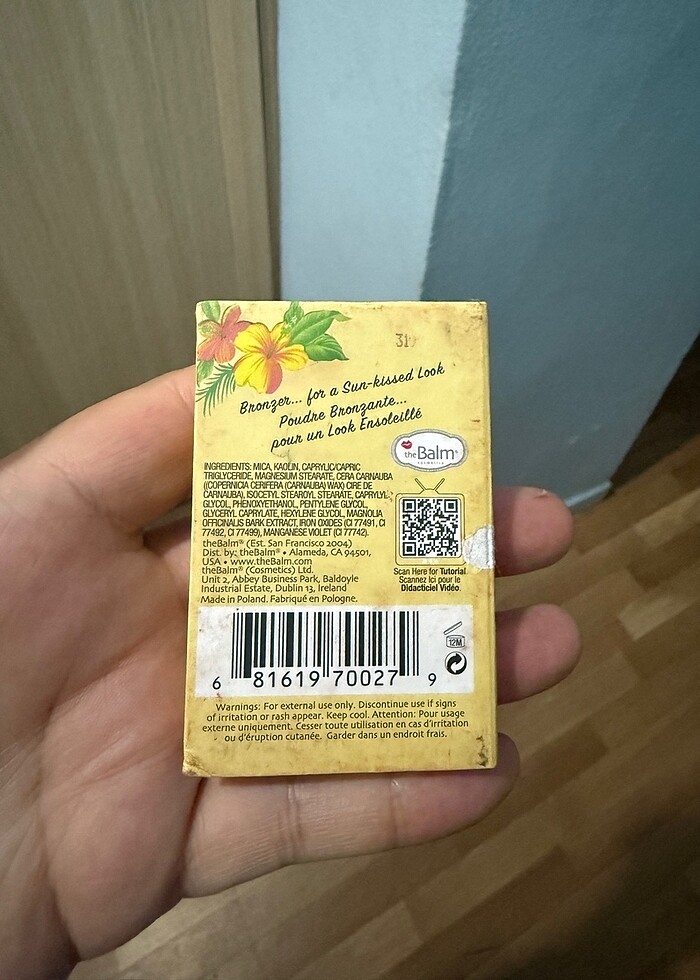 31
Bronzer... for a Sun-kissed Look
Poudre Bronzante...
pour un Look Ensoleillé
theBalm®
cosmetics
INGREDIENTS: MICA, KAOLIN, CAPRYLIC/CAPRIC
TRIGLYCERIDE, MAGNESIUM STEARATE, CERA CARNAUBA
((COPERNICIA CERIFERA (CARNAUBA) WAX) CIRE DE
CARNAUBA), ISOCETYL STEAROYL STEARATE, CAPRYLYL
GLYCOL, PHENOXYETHANOL, PENTYLENE GLYCOL,
GLYCERYL CAPRYLATE, HEXYLENE GLYCOL, MAGNOLIA
OFFICINALIS BARK EXTRACT, IRON OXIDES (CI 77491, CI
77492, CI 77499), MANGANESE VIOLET (CI 77742).
theBalm® (Est. San Francisco 2004)
Dist. by: theBalm® • Alameda, CA 94501,
USA • www.theBalm.com
theBalm® (Cosmetics) Ltd.
Unit 2, Abbey Business Park, Baldoyle
Industrial Estate, Dublin 13, Ireland
Made in Poland. Fabriqué en Pologne.
Scan Here for Tutorial
Scannez Ici pour le
Didacticiel Vidéo.
12M
6 81619 70027 9
Warnings: For external use only. Discontinue use if signs
of irritation or rash appear. Keep cool. Attention: Pour usage
externe uniquement. Cesser toute utilisation en cas d'irritation
ou d'éruption cutanée. Garder dans un endroit frais.